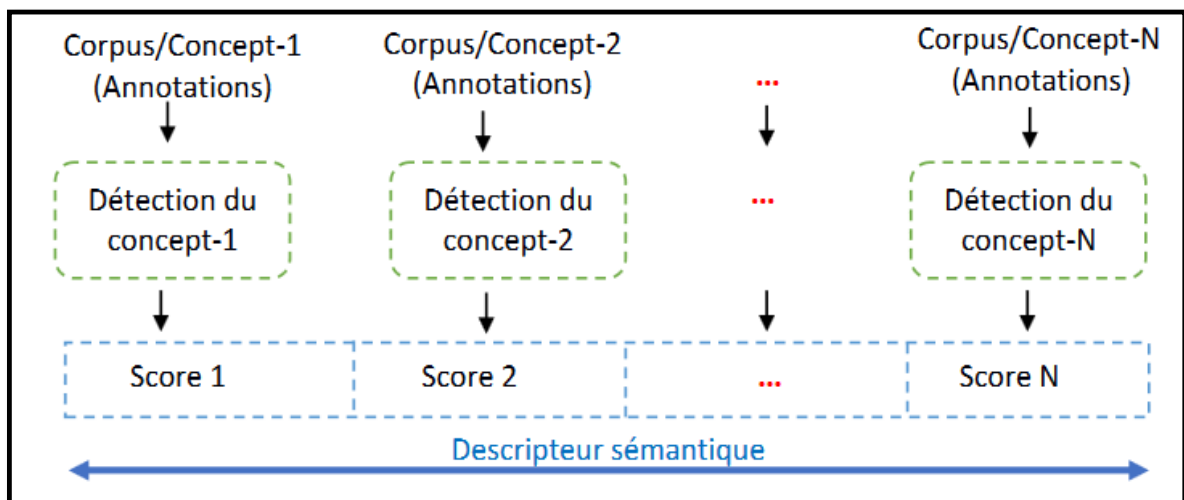 Corpus/Concept-1
(Annotations)
Corpus/Concept-2
(Annotations)
...
Corpus/Concept-N
(Annotations)
Détection du
concept-1
Détection du
concept-2
...
Détection du
concept-N
Score 1
Score 2
...
Score N
Descripteur sémantique